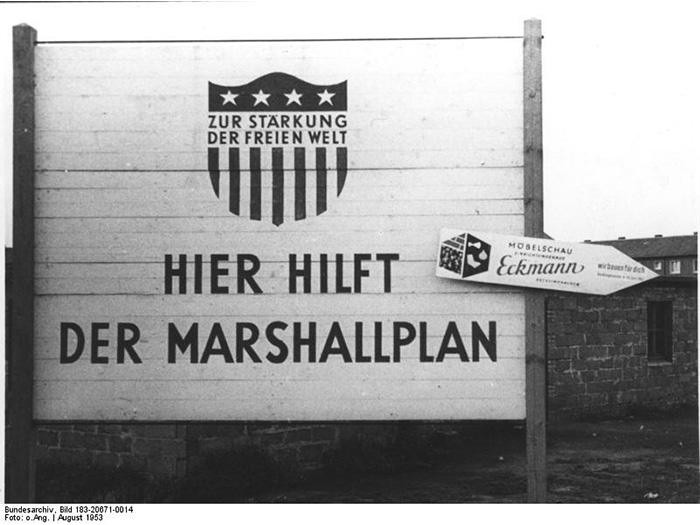 ZUR STÄRKUNG
DER FREIEN WELT
HIER HILFT
DER MARSHALLPLAN
MÖBELSCHAU
Eckmann
wir bauen für dich
Bundesarchiv, Bild 183-20671-0014
Foto: o.Ang. | August 1953